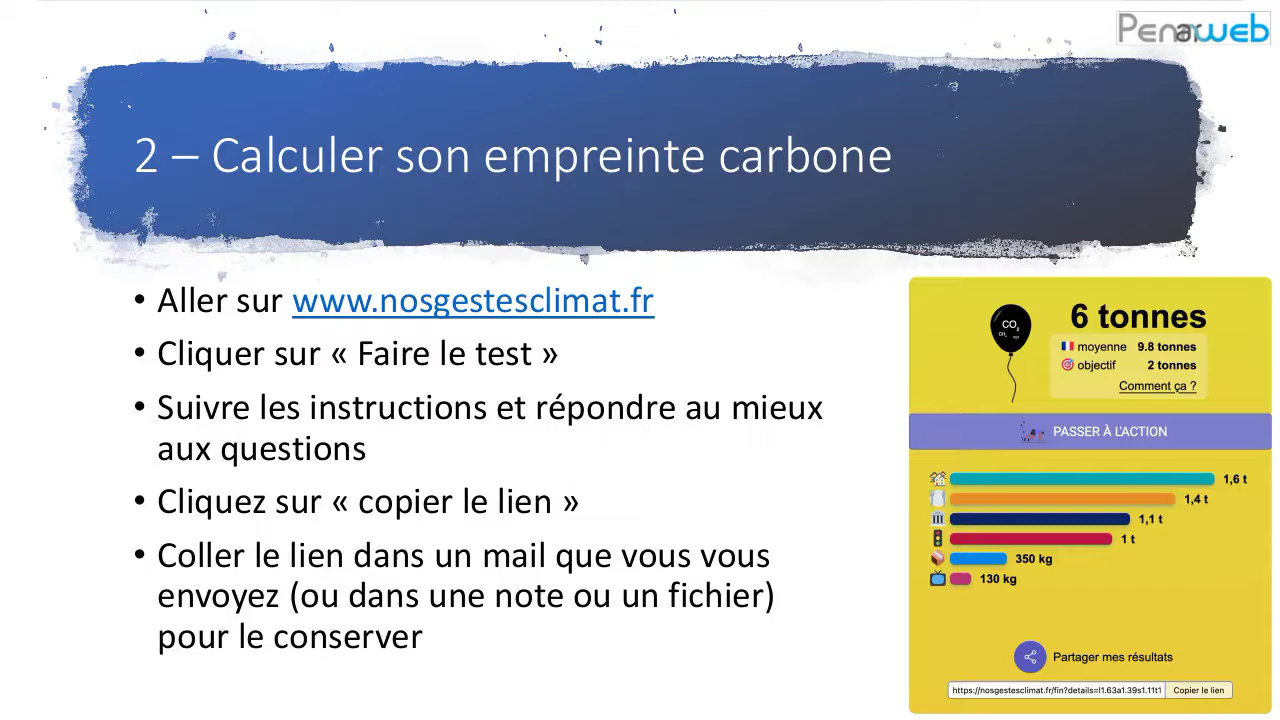 Penarweb
2 – Calculer son empreinte carbone
• Aller sur www.nosgestesclimat.fr
• Cliquer sur « Faire le test »
• Suivre les instructions et répondre au mieux
aux questions
• Cliquez sur « copier le lien »
• Coller le lien dans un mail que vous vous
envoyez (ou dans une note ou un fichier)
pour le conserver
CO2
6 tonnes
moyenne 9.8 tonnes
objectif 2 tonnes
Comment ça ?
PASSER À L'ACTION
1,6 t
1,4 t
1,1 t
1 t
350 kg
130 kg
Partager mes résultats
https://nosgestesclimat.fr/fin?details=l1.63a1.39s1.11t1 Copier le lien